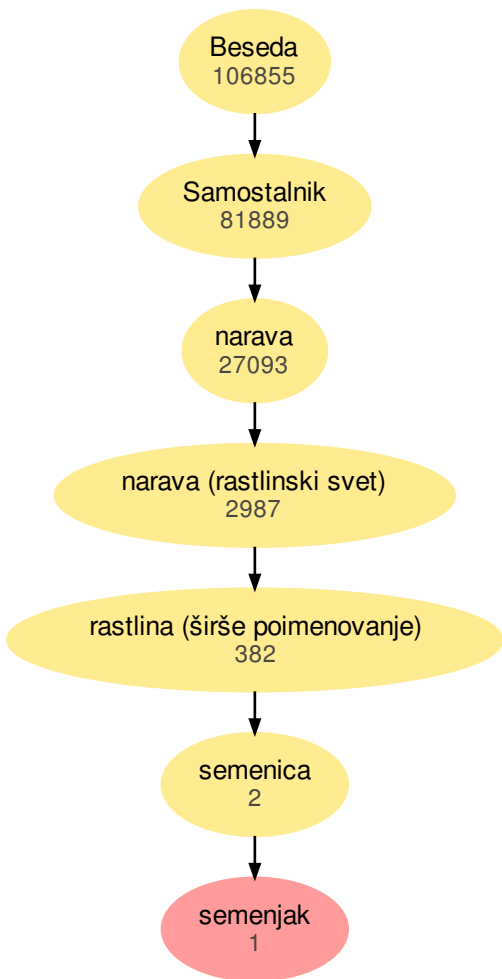 Beseda
106855
Samostalnik
81889
narava
27093
narava (rastlinski svet)
2987
rastlina (širše poimenovanje)
382
semenica
2
semenjak
1